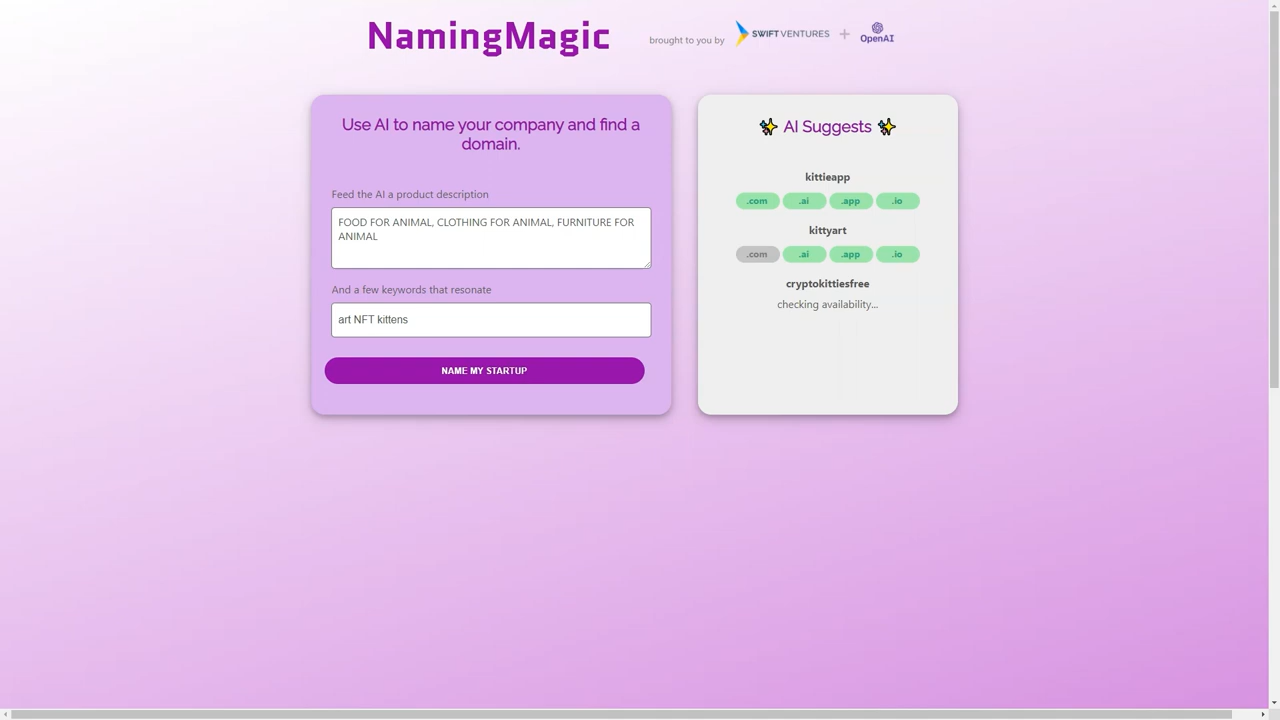 NamingMagic
brought to you by
SWIFT VENTURES
OpenAI
Use AI to name your company and find a
domain.
Feed the AI a product description
FOOD FOR ANIMAL, CLOTHING FOR ANIMAL, FURNITURE FOR
ANIMAL
And a few keywords that resonate
art NFT kittens
NAME MY STARTUP
✨ AI Suggests ✨
kittieapp
.com .ai .app .io
kittyart
.com .ai .app .io
cryptokittiesfree
checking availability...